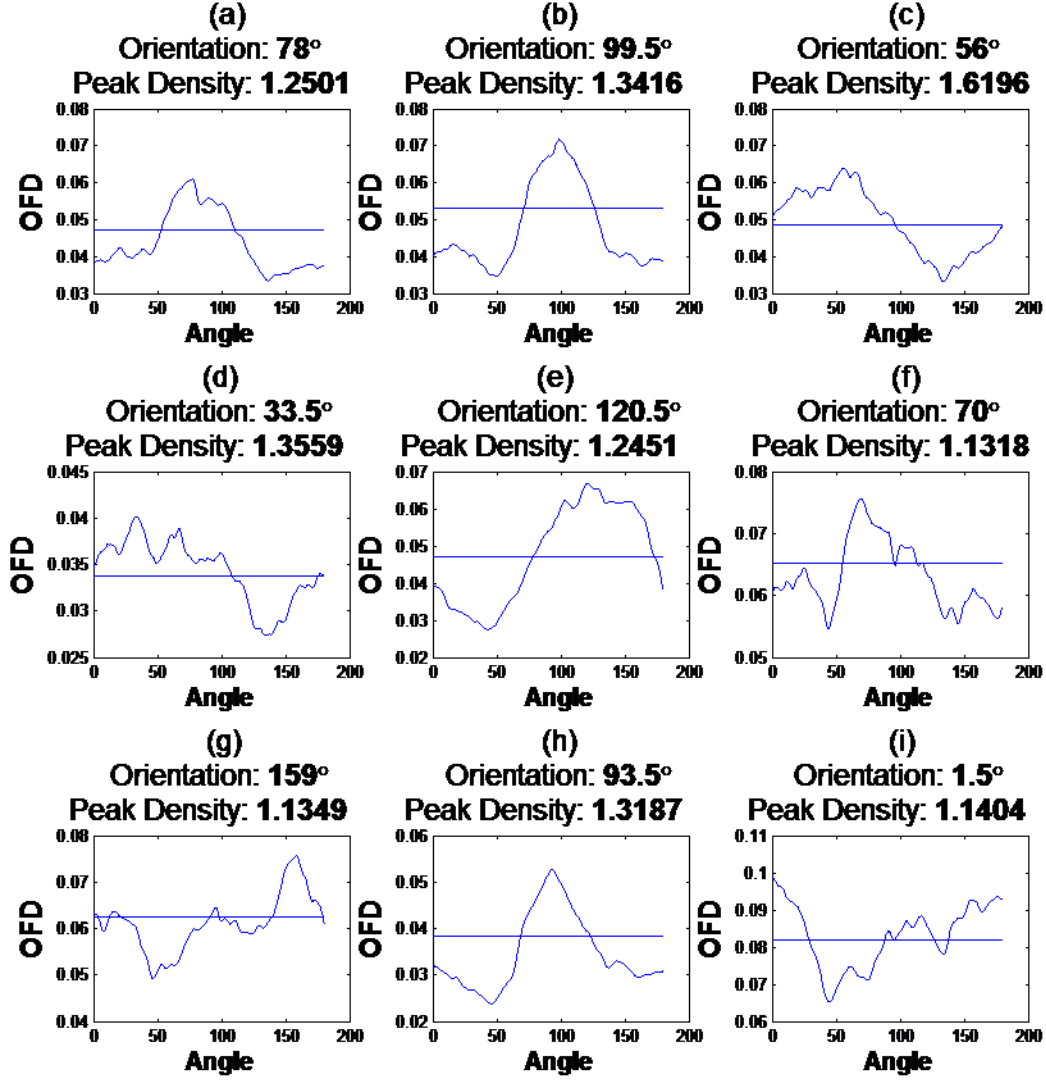 (a)
Orientation: 78°
Peak Density: 1.2501
0.08
0.07
0.06
0.05
0.04
0.03
OFD
0 50 100 150 200
Angle
(b)
Orientation: 99.5°
Peak Density: 1.3416
0.08
0.07
0.06
0.05
0.04
0.03
OFD
0 50 100 150 200
Angle
(c)
Orientation: 56°
Peak Density: 1.6196
0.08
0.07
0.06
0.05
0.04
0.03
OFD
0 50 100 150 200
Angle
(d)
Orientation: 33.5°
Peak Density: 1.3559
0.045
0.04
0.035
0.03
0.025
OFD
0 50 100 150 200
Angle
(e)
Orientation: 120.5°
Peak Density: 1.2451
0.07
0.06
0.05
0.04
0.03
0.02
OFD
0 50 100 150 200
Angle
(f)
Orientation: 70°
Peak Density: 1.1318
0.08
0.07
0.06
0.05
OFD
0 50 100 150 200
Angle
(g)
Orientation: 159°
Peak Density: 1.1349
0.08
0.07
0.06
0.05
0.04
OFD
0 50 100 150 200
Angle
(h)
Orientation: 93.5°
Peak Density: 1.3187
0.06
0.05
0.04
0.03
0.02
OFD
0 50 100 150 200
Angle
(i)
Orientation: 1.5°
Peak Density: 1.1404
0.11
0.1
0.09
0.08
0.07
0.06
OFD
0 50 100 150 200
Angle